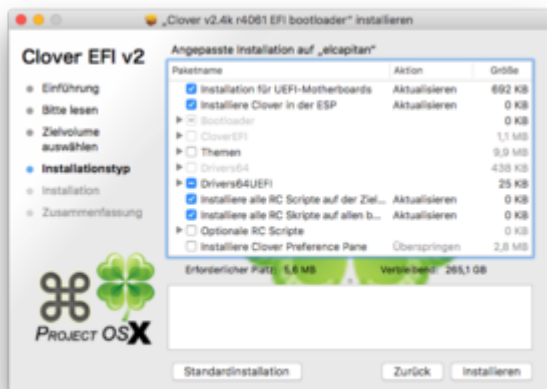 „Clover v2.4k r4061 EFI bootloader“ installieren
Clover EFI v2
Einführung
Bitte lesen
Zielvolume
auswählen
Installationstyp
Installation
Zusammenfassung
PROJECT OSX
Angepasste Installation auf „elcapitan“
Paketname Aktion Größe
Installation für UEFI-Motherboards Aktualisieren 692 KB
Installiere Clover in der ESP Aktualisieren 0 KB
Bootloader 0 KB
CloverEFI 1,1 MB
Themen 9,9 MB
Drivers64 438 KB
Drivers64UEFI 25 KB
Installiere alle RC Scripte auf der Ziel... Aktualisieren 0 KB
Installiere alle RC Skripte auf allen b... Aktualisieren 0 KB
Optionale RC Scripte 0 KB
Installiere Clover Preference Pane Überspringen 2,8 MB
Erforderlicher Platz: 5,6 MB Verbleibend: 265,1 GB
Standardinstallation Zurück Installieren